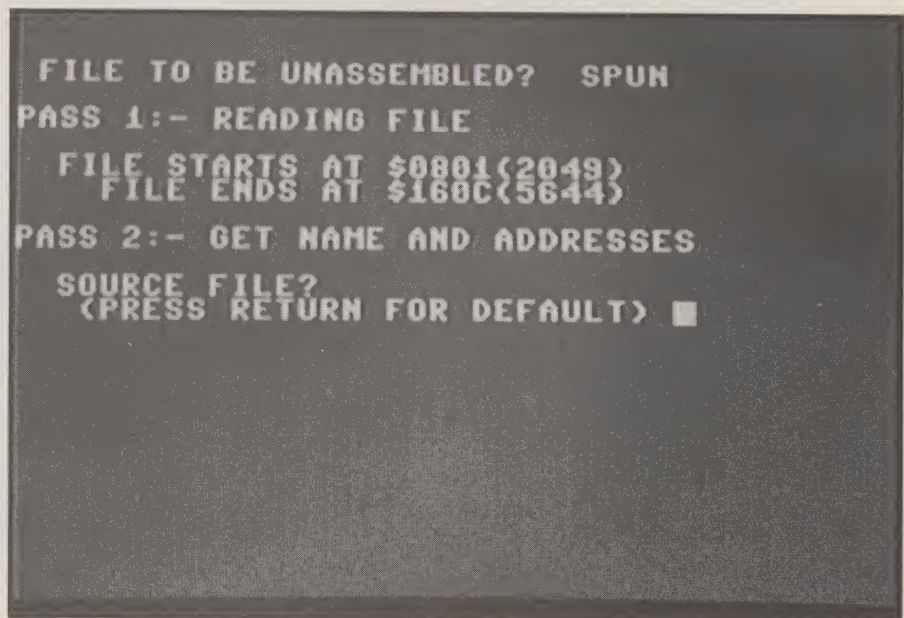 FILE TO BE UNASSEMBLED? SPUN
PASS 1:- READING FILE
FILE STARTS AT $0801(2049)
FILE ENDS AT $160C(5644)
PASS 2:- GET NAME AND ADDRESSES
SOURCE FILE?
(PRESS RETURN FOR DEFAULT)